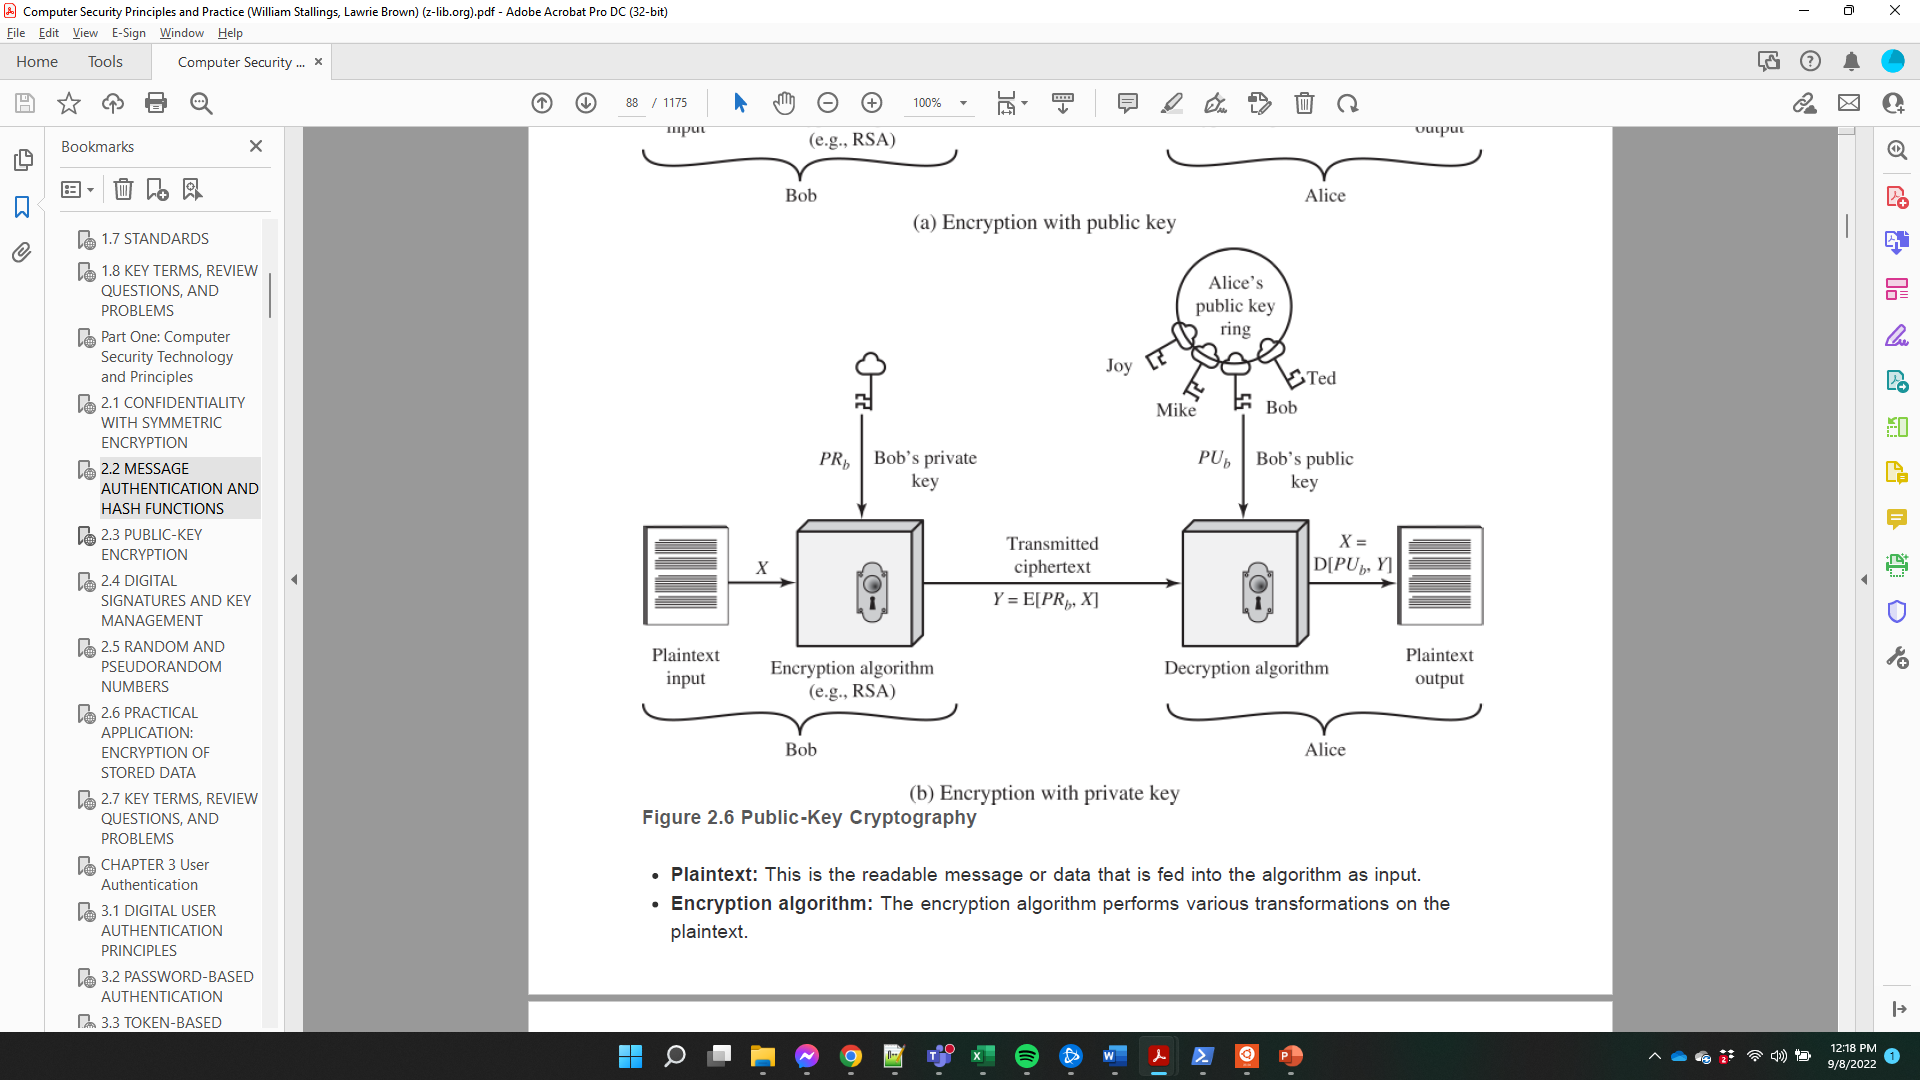 Computer Security Principles and Practice (William Stallings, Lawrie Brown) (z-lib.org).pdf - Adobe Acrobat Pro DC (32-bit)
File Edit View E-Sign Window Help
Home Tools Computer Security ... ×
88 / 1175 100%
Bookmarks
1.7 STANDARDS
1.8 KEY TERMS, REVIEW
QUESTIONS, AND
PROBLEMS
Part One: Computer
Security Technology
and Principles
2.1 CONFIDENTIALITY
WITH SYMMETRIC
ENCRYPTION
2.2 MESSAGE
AUTHENTICATION AND
HASH FUNCTIONS
2.3 PUBLIC-KEY
ENCRYPTION
2.4 DIGITAL
SIGNATURES AND KEY
MANAGEMENT
2.5 RANDOM AND
PSEUDORANDOM
NUMBERS
2.6 PRACTICAL
APPLICATION:
ENCRYPTION OF
STORED DATA
2.7 KEY TERMS, REVIEW
QUESTIONS, AND
PROBLEMS
CHAPTER 3 User
Authentication
3.1 DIGITAL USER
AUTHENTICATION
PRINCIPLES
3.2 PASSWORD-BASED
AUTHENTICATION
3.3 TOKEN-BASED
input (e.g., RSA) output
Bob Alice
(a) Encryption with public key
Alice's
public key
ring
Joy
Ted
Mike Bob
PRb Bob's private
key
PUb Bob's public
key
X
Transmitted
ciphertext
Y = E[PRb, X]
X =
D[PUb, Y]
Plaintext
input
Encryption algorithm
(e.g., RSA)
Decryption algorithm
Plaintext
output
Bob Alice
(b) Encryption with private key
Figure 2.6 Public-Key Cryptography
• Plaintext: This is the readable message or data that is fed into the algorithm as input.
• Encryption algorithm: The encryption algorithm performs various transformations on the
plaintext.
12:18 PM
9/8/2022
1